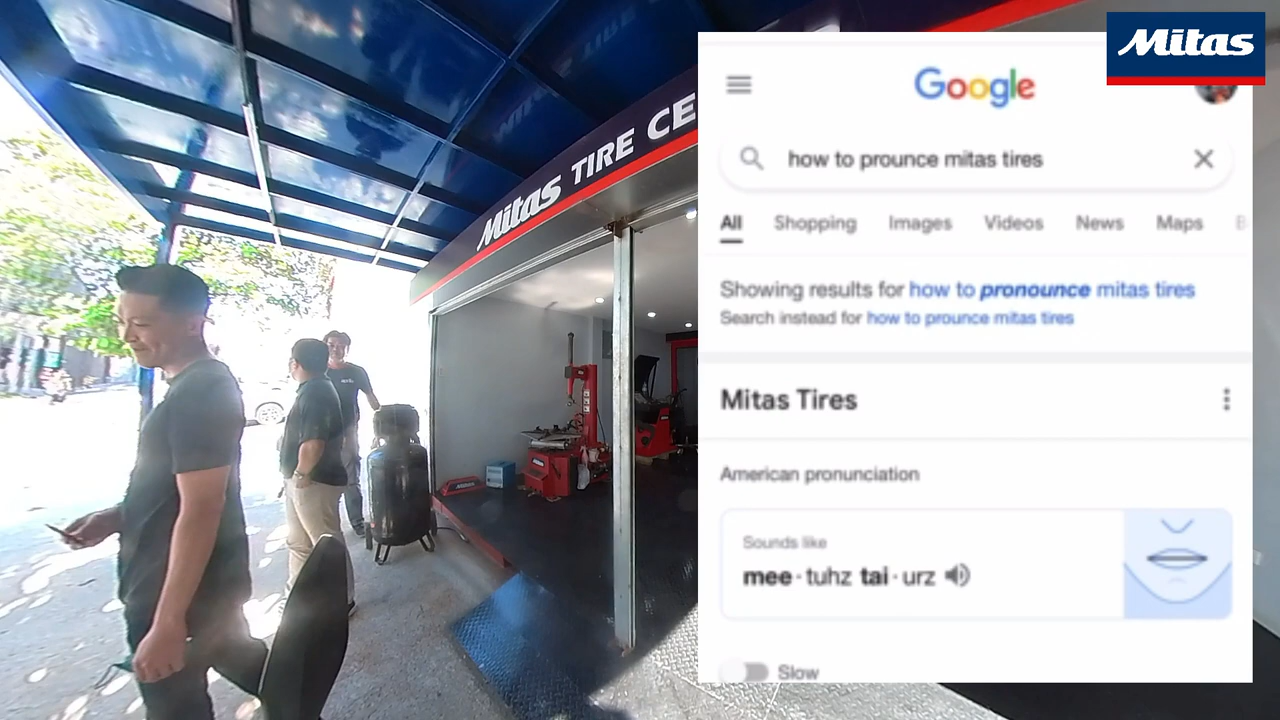 Mitas
Mitas TIRE CE
Google
how to prounce mitas tires
All Shopping Images Videos News Maps
Showing results for how to pronounce mitas tires
Search instead for how to prounce mitas tires
Mitas Tires
American pronunciation
Sounds like
mee · tuhz tai · urz
Slow